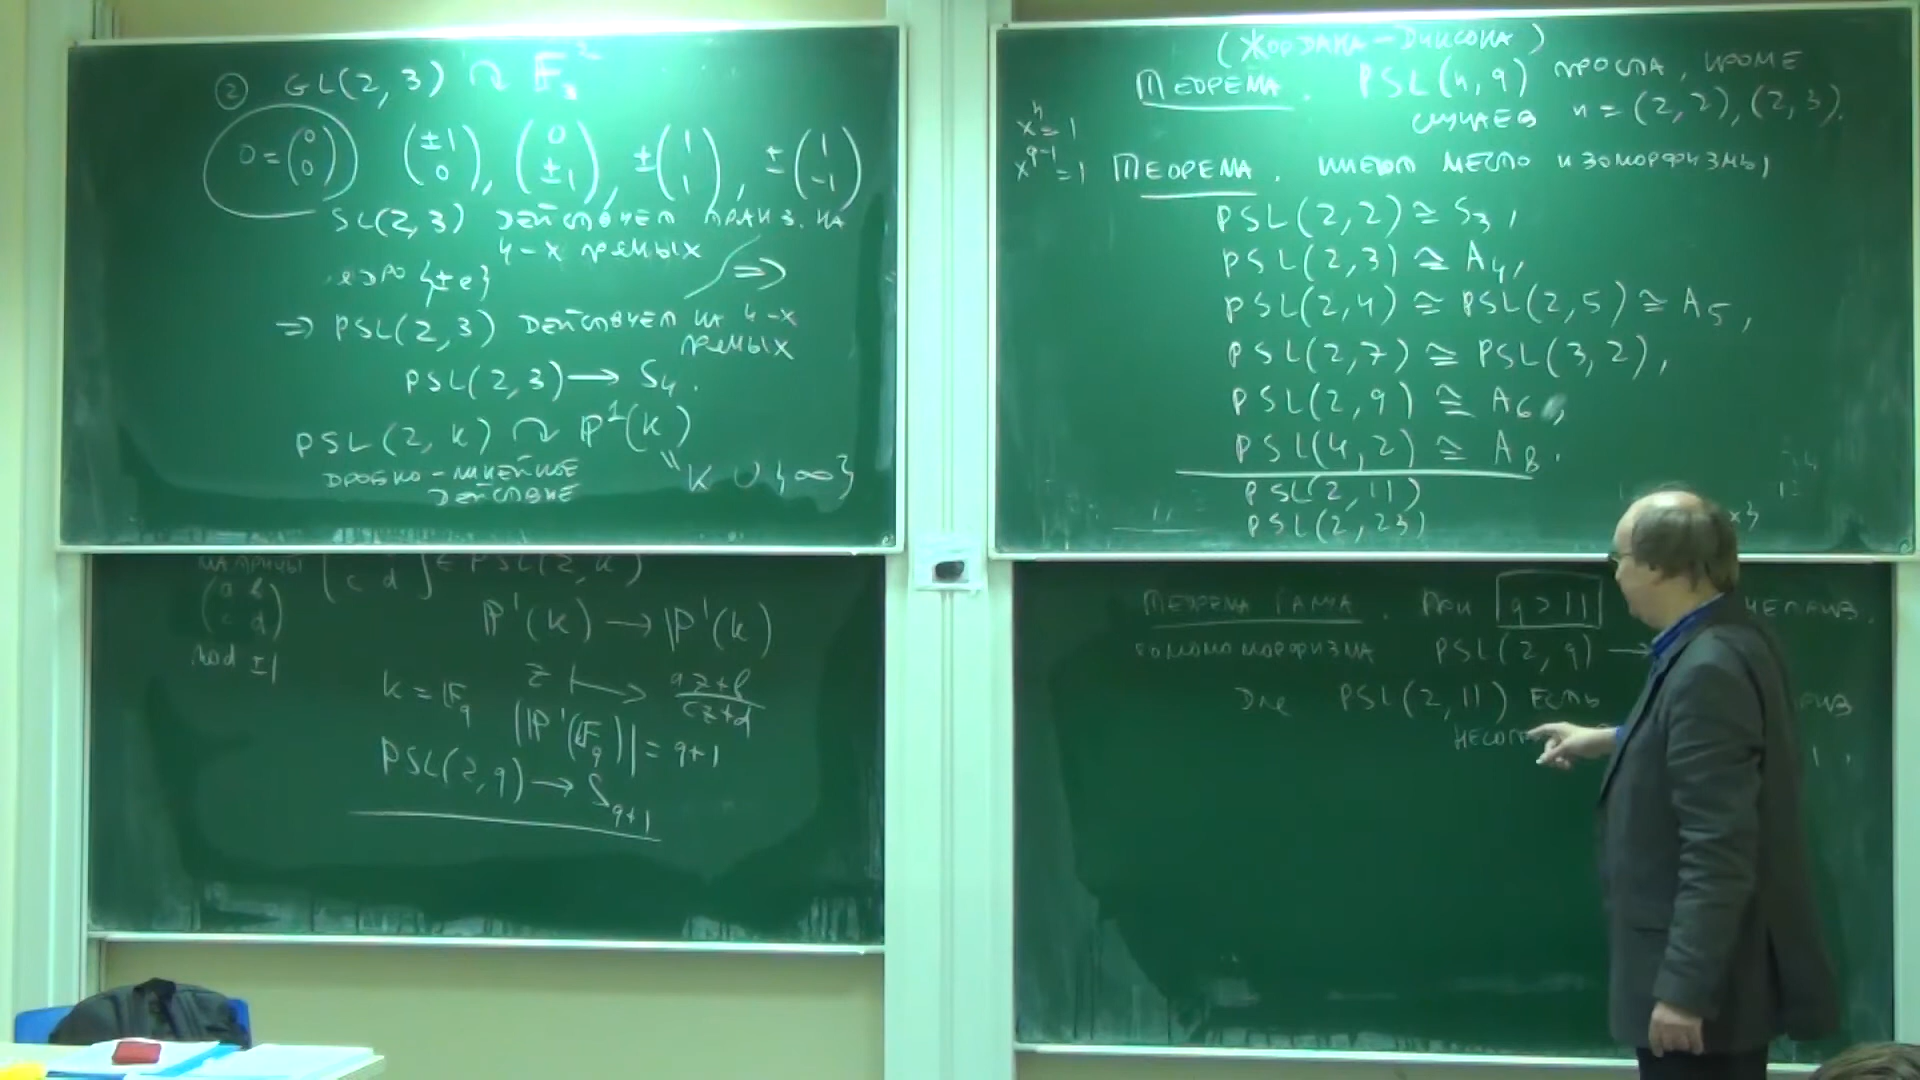 ② GL(2,3) ↷ F₃²
0 = (0 0), (±1 0), (0 ±1), ±(1 1), ±(1 -1)
SL(2,3) действует транз. на
4-х прямых
ядро {±e} ⇒
⇒ PSL(2,3) действует на 4-х
прямых
PSL(2,3) → S₄.
PSL(2,k) ↷ P¹(k)
дробно-линейное
действие
" k ∪ {∞}
матрицы
(a b c d)
mod ±1
( c d ) ∈ PSL(2,k)
P¹(k) → P¹(k)
z ↦ (az+b)/(cz+d)
k = F_q
|P¹(F_q)| = q+1
PSL(2,q) → S_{q+1}
(Жордана – Диксона)
Теорема. PSL(n,q) проста, кроме
случаев n = (2,2), (2,3).
xⁿ=1
x^{q-1}=1
Теорема. имеют место изоморфизмы
PSL(2,2) ≅ S₃,
PSL(2,3) ≅ A₄,
PSL(2,4) ≅ PSL(2,5) ≅ A₅,
PSL(2,7) ≅ PSL(3,2),
PSL(2,9) ≅ A₆,
PSL(4,2) ≅ A₈.
PSL(2,11)
PSL(2,23)
Теорема Галуа. При q > 11
гомоморфизма PSL(2,q) →
Для PSL(2,11) есть